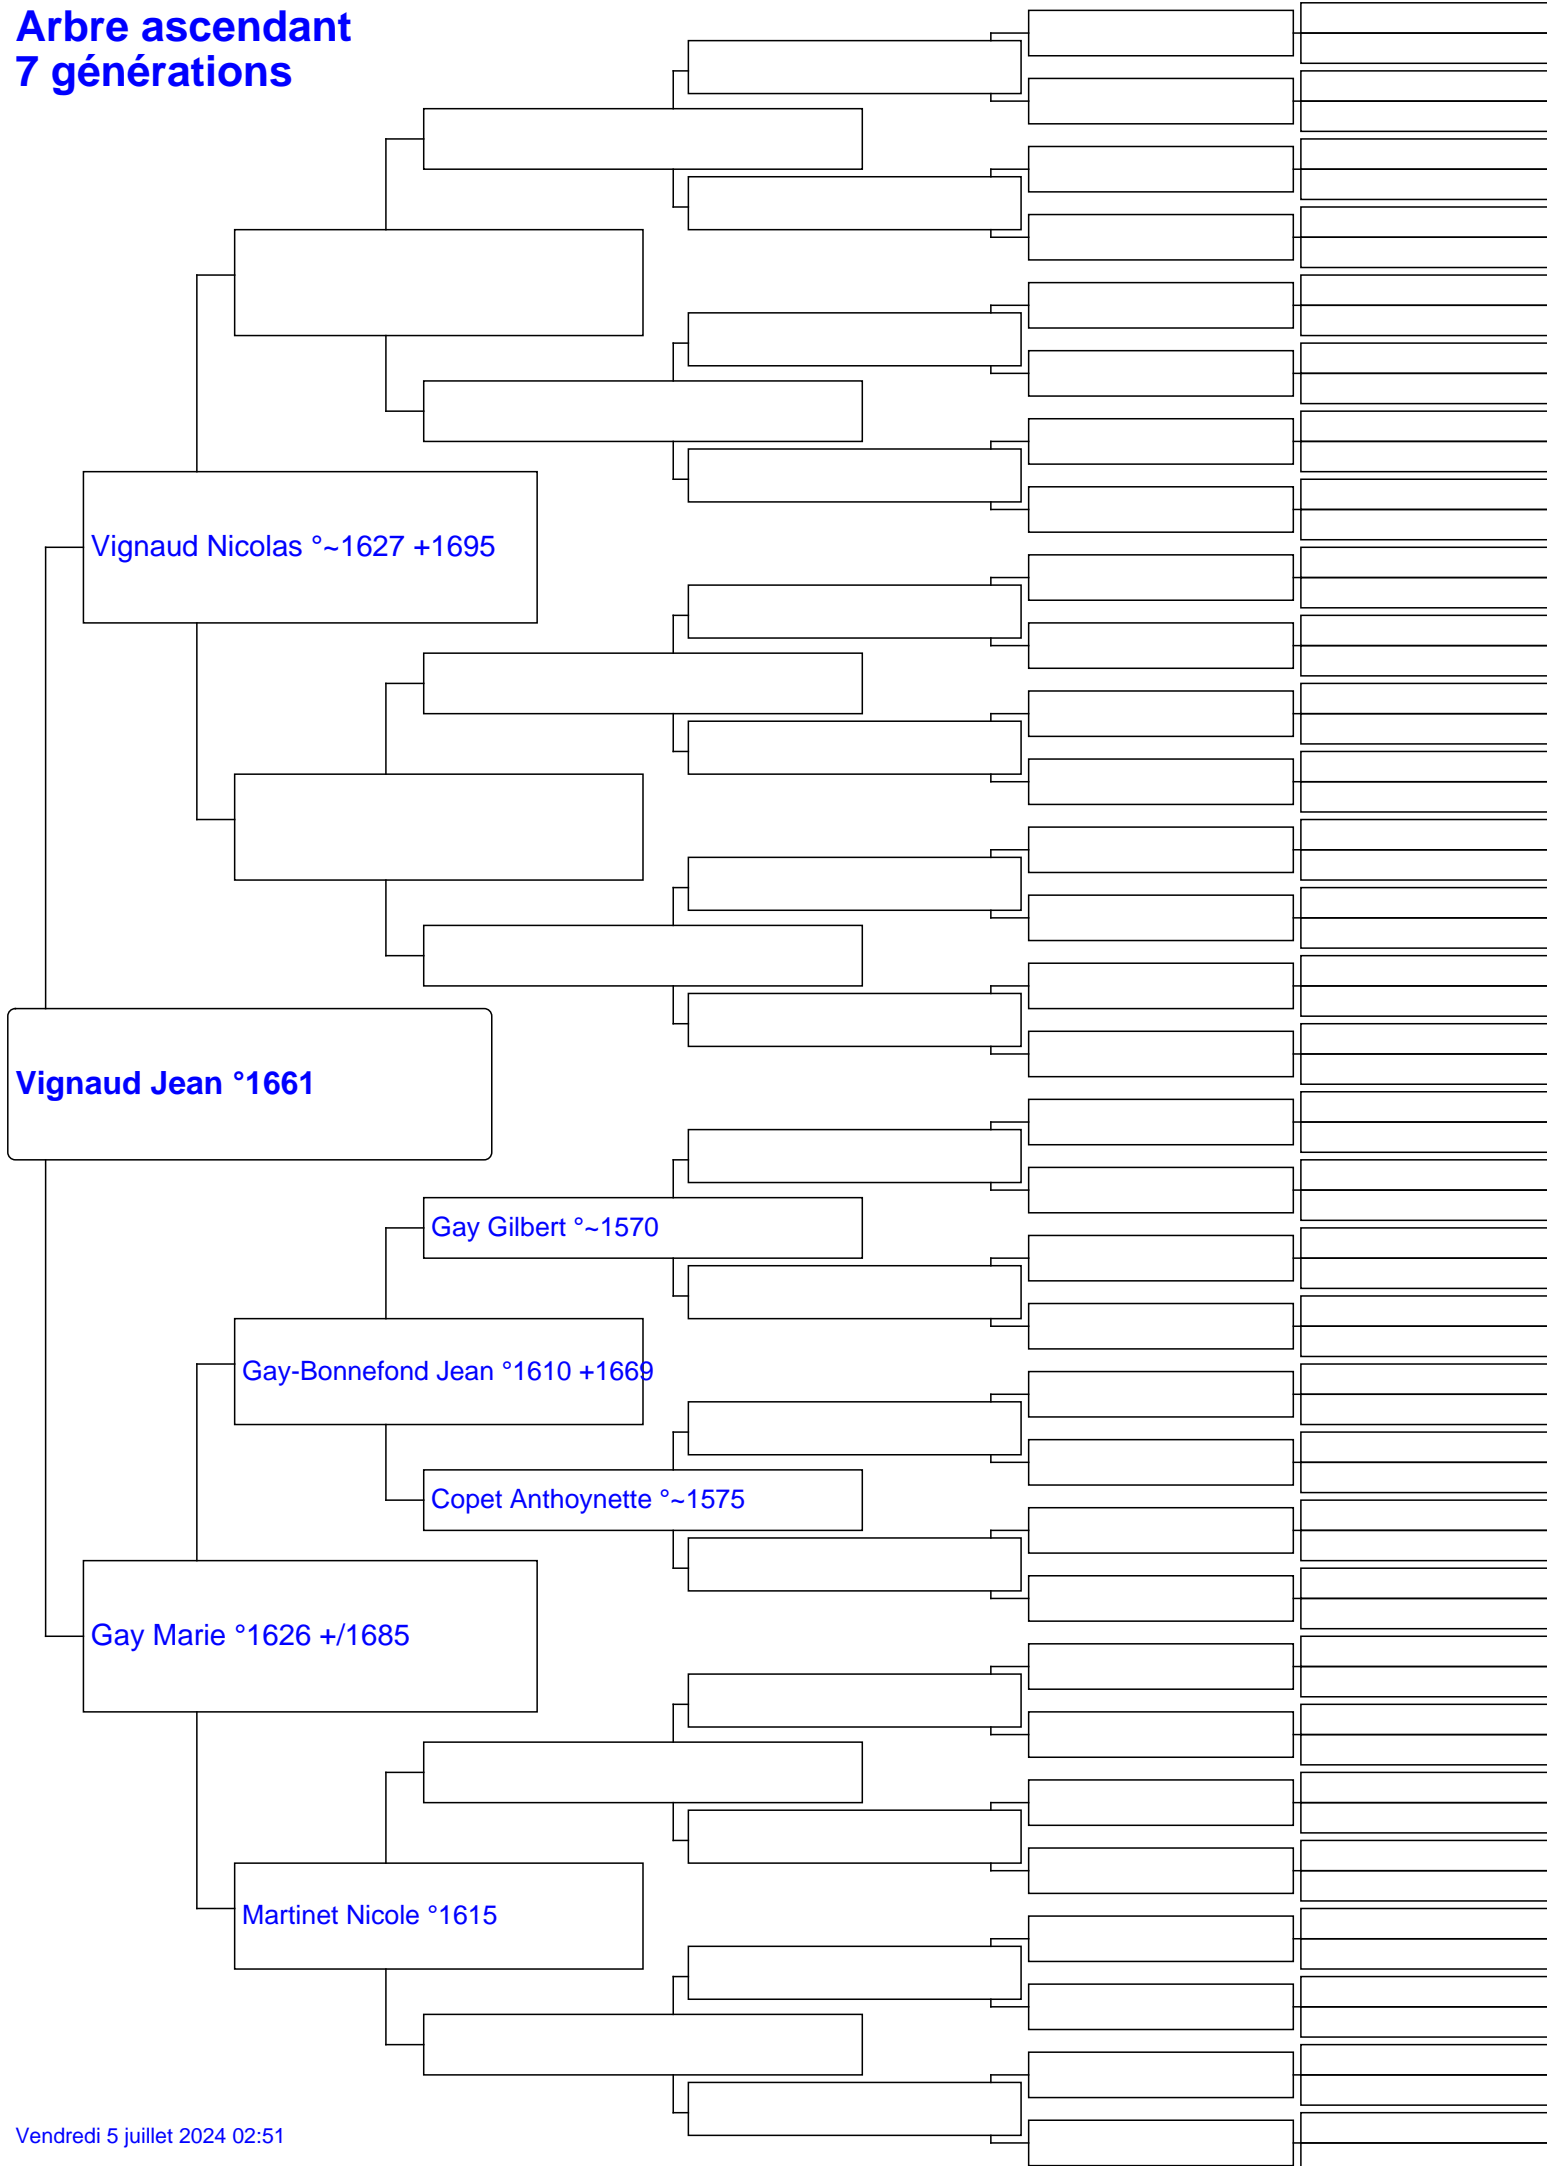 Arbre ascendant
7 générations
Vignaud Nicolas °~1627 +1695
Vignaud Jean °1661
Gay Gilbert °~1570
Gay-Bonnefond Jean °1610 +1669
Copet Anthoynette °~1575
Gay Marie °1626 +/1685
Martinet Nicole °1615
Vendredi 5 juillet 2024 02:51